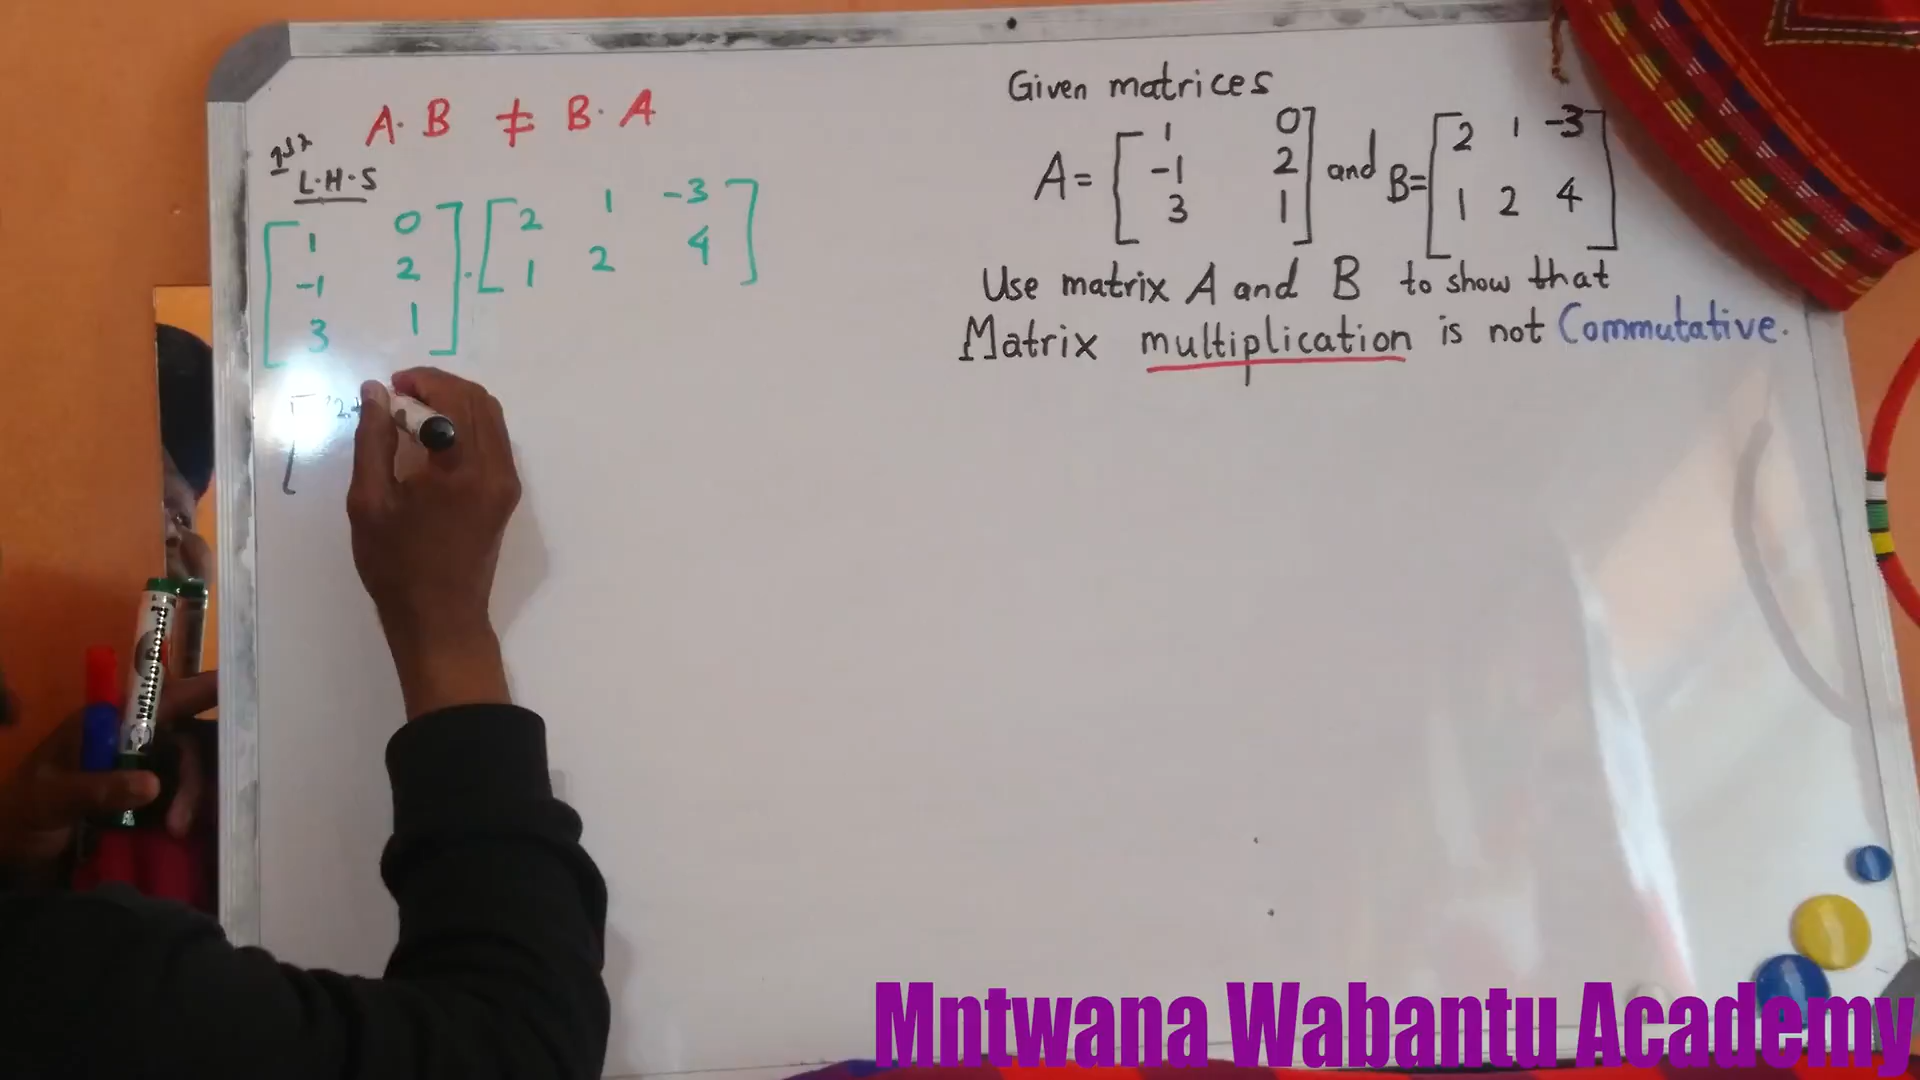 A. B ≠ B. A
1st
L.H.S
[ 1 0 ] . [ 2 1 -3 ]
[ -1 2 ] [ 1 2 4 ]
[ 3 1 ]
[ 2+
Given matrices
A= [ 1 0 ] and B= [ 2 1 -3 ]
[ -1 2 ] [ 1 2 4 ]
[ 3 1 ]
Use matrix A and B to show that
Matrix multiplication is not Commutative.
Mntwana Wabantu Academy